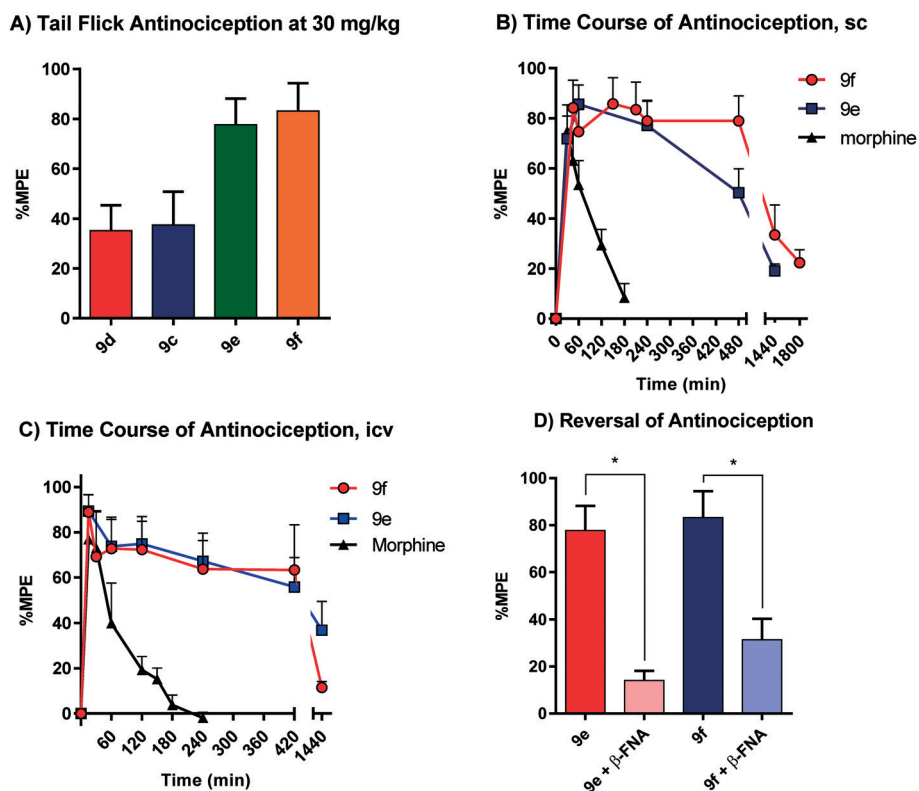 A) Tail Flick Antinociception at 30 mg/kg
100
80
60
40
20
0
%MPE
9d
9c
9e
9f
B) Time Course of Antinociception, sc
100
80
60
40
20
0
%MPE
0
60
120
180
240
300
360
420
480
1440
1800
Time (min)
9f
9e
morphine
C) Time Course of Antinociception, icv
100
80
60
40
20
0
%MPE
60
120
180
240
300
360
420
1440
Time (min)
9f
9e
Morphine
D) Reversal of Antinociception
100
80
60
40
20
0
%MPE
*
*
9e
9e + β-FNA
9f
9f + β-FNA